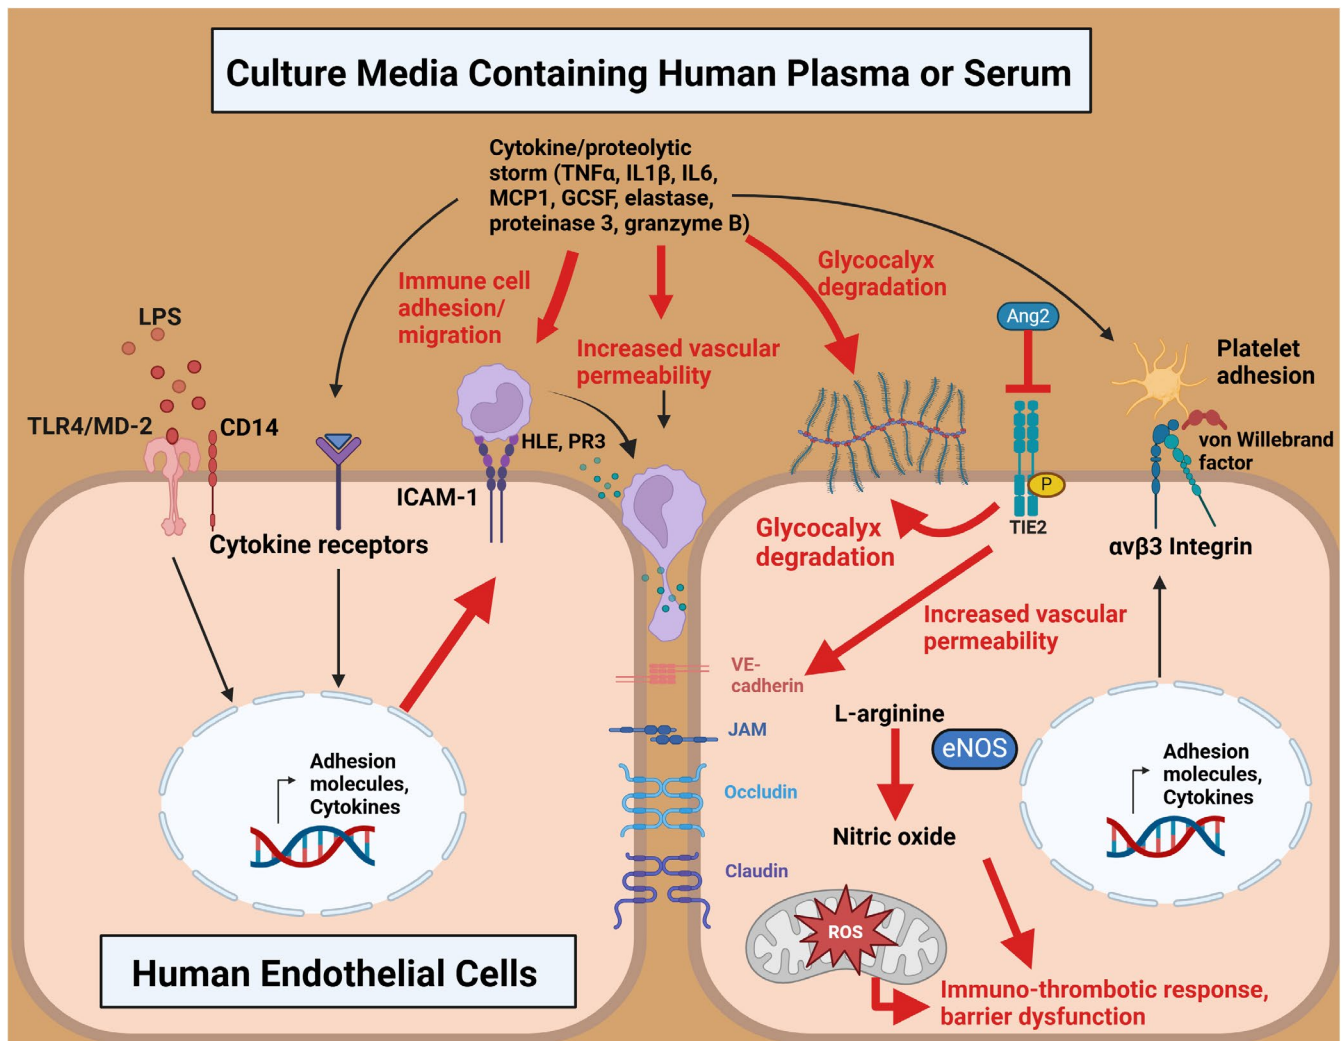 Culture Media Containing Human Plasma or Serum
Cytokine/proteolytic
storm (TNFα, IL1β, IL6,
MCP1, GCSF, elastase,
proteinase 3, granzyme B)
Immune cell
adhesion/
migration
Increased vascular
permeability
Glycocalyx
degradation
Ang2
Platelet
adhesion
von Willebrand
factor
LPS
TLR4/MD-2
CD14
HLE, PR3
ICAM-1
Cytokine receptors
P
TIE2
αvβ3 Integrin
Glycocalyx
degradation
Increased vascular
permeability
VE-
cadherin
JAM
Occludin
Claudin
L-arginine
eNOS
Nitric oxide
ROS
Immuno-thrombotic response,
barrier dysfunction
Adhesion
molecules,
Cytokines
Adhesion
molecules,
Cytokines
Human Endothelial Cells